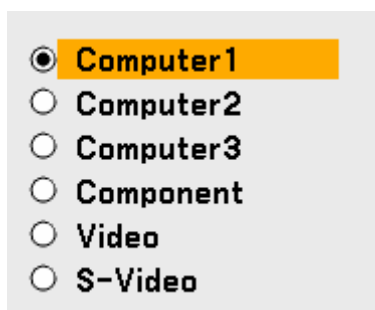 Computer1
Computer2
Computer3
Component
Video
S-Video